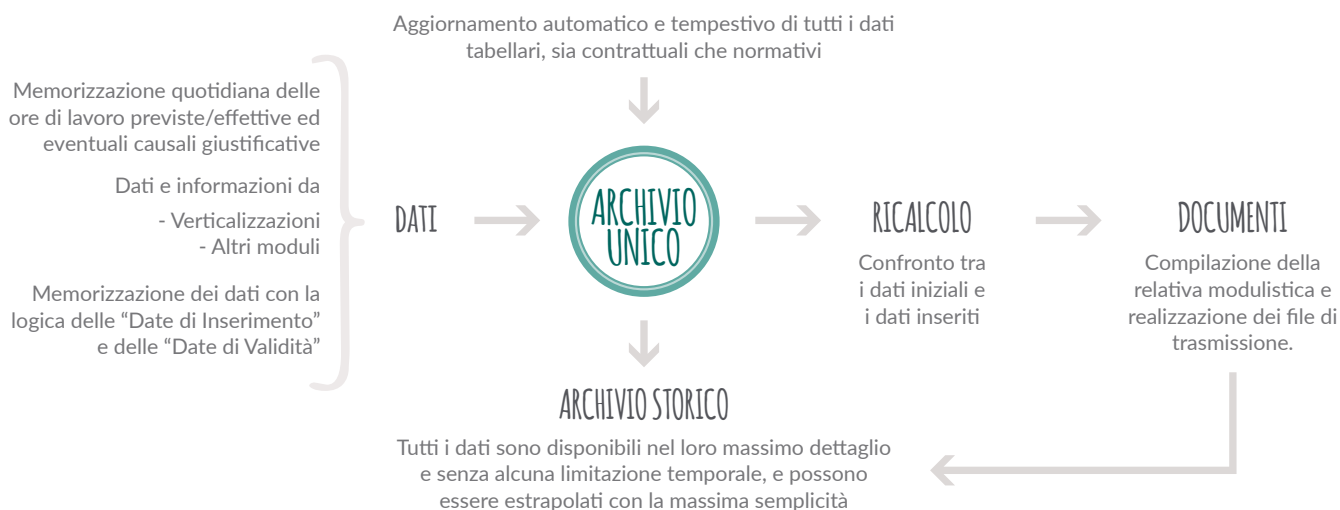 Aggiornamento automatico e tempestivo di tutti i dati
tabellari, sia contrattuali che normativi
Memorizzazione quotidiana delle
ore di lavoro previste/effettive ed
eventuali causali giustificative
Dati e informazioni da
- Verticalizzazioni
- Altri moduli
Memorizzazione dei dati con la
logica delle “Date di Inserimento”
e delle “Date di Validità”
DATI
ARCHIVIO
UNICO
RICALCOLO
Confronto tra
i dati iniziali e
i dati inseriti
DOCUMENTI
Compilazione della
relativa modulistica e
realizzazione dei file di
trasmissione.
ARCHIVIO STORICO
Tutti i dati sono disponibili nel loro massimo dettaglio
e senza alcuna limitazione temporale, e possono
essere estrapolati con la massima semplicità